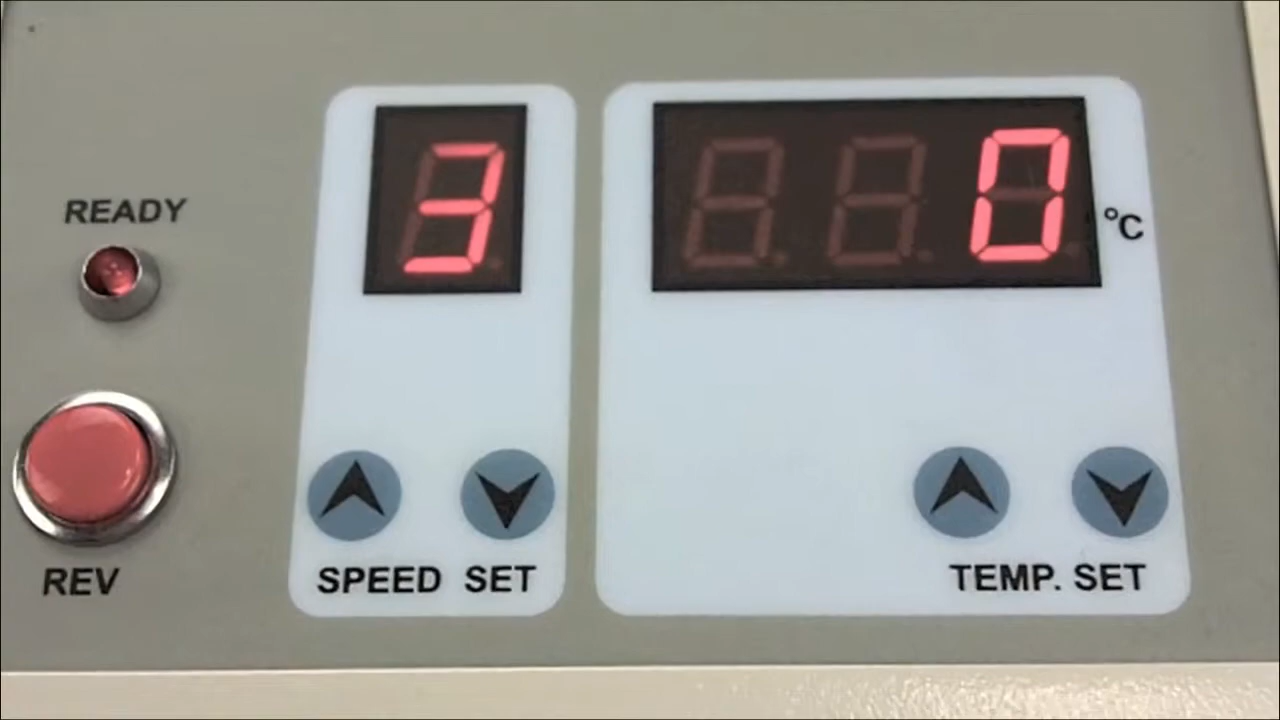 3
0
°C
READY
REV
SPEED SET
TEMP. SET